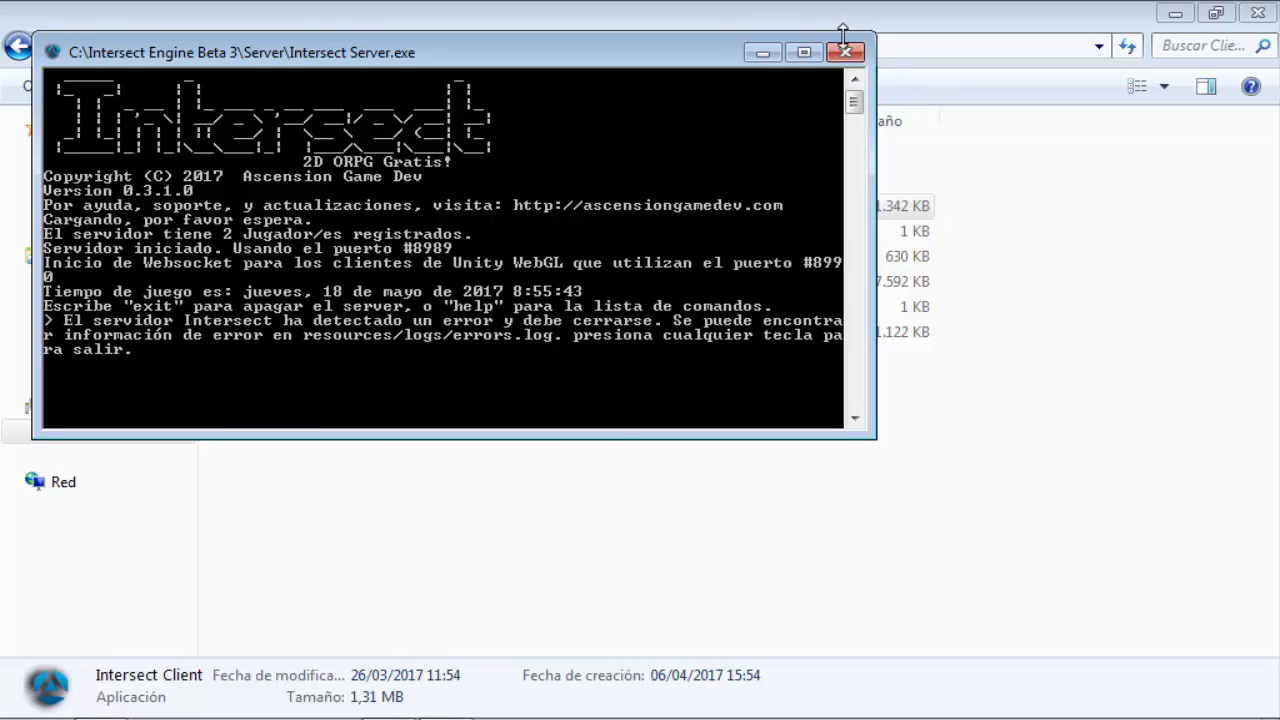 Buscar Clie...
C:\Intersect Engine Beta 3\Server\Intersect Server.exe
Intersect
2D ORPG Gratis!
Copyright (C) 2017  Ascension Game Dev
Version 0.3.1.0
Por ayuda, soporte, y actualizaciones, visita: http://ascensiongamedev.com
Cargando, por favor espera.
El servidor tiene 2 Jugador/es registrados.
Servidor iniciado. Usando el puerto #8989
Inicio de Websocket para los clientes de Unity WebGL que utilizan el puerto #899
0
Tiempo de juego es: jueves, 18 de mayo de 2017 8:55:43
Escribe "exit" para apagar el server, o "help" para la lista de comandos.
> El servidor Intersect ha detectado un error y debe cerrarse. Se puede encontra
r información de error en resources/logs/errors.log. presiona cualquier tecla pa
ra salir.
año
1.342 KB
1 KB
630 KB
7.592 KB
1 KB
1.122 KB
Red
Intersect Client Fecha de modifica... 26/03/2017 11:54 Fecha de creación: 06/04/2017 15:54
Aplicación Tamaño: 1,31 MB